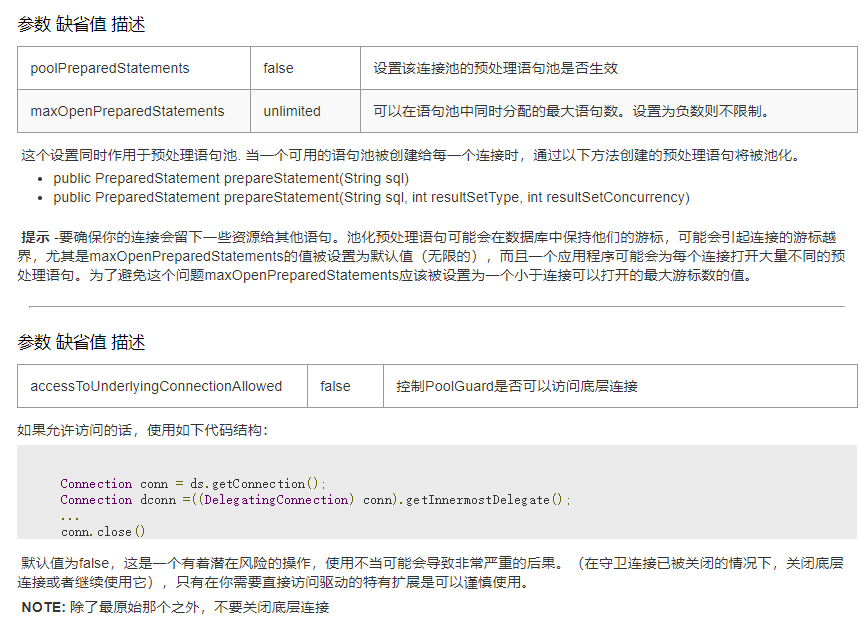 参数 缺省值 描述
poolPreparedStatements false 设置该连接池的预处理语句池是否生效
maxOpenPreparedStatements unlimited 可以在语句池中同时分配的最大语句数。设置为负数则不限制。
这个设置同时作用于预处理语句池. 当一个可用的语句池被创建给每一个连接时，通过以下方法创建的预处理语句将被池化。
• public PreparedStatement prepareStatement(String sql)
• public PreparedStatement prepareStatement(String sql, int resultSetType, int resultSetConcurrency)
提示 -要确保你的连接会留下一些资源给其他语句。池化预处理语句可能会在数据库中保持他们的游标，可能会引起连接的游标越
界，尤其是maxOpenPreparedStatements的值被设置为默认值（无限的），而且一个应用程序可能会为每个连接打开大量不同的预
处理语句。为了避免这个问题maxOpenPreparedStatements应该被设置为一个小于连接可以打开的最大游标数的值。
参数 缺省值 描述
accessToUnderlyingConnectionAllowed false 控制PoolGuard是否可以访问底层连接
如果允许访问的话，使用如下代码结构：
Connection conn = ds.getConnection();
Connection dconn =((DelegatingConnection) conn).getInnermostDelegate();
...
conn.close()
默认值为false，这是一个有着潜在风险的操作，使用不当可能会导致非常严重的后果。（在守卫连接已被关闭的情况下，关闭底层
连接或者继续使用它），只有在你需要直接访问驱动的特有扩展是可以谨慎使用。
NOTE: 除了最原始那个之外，不要关闭底层连接